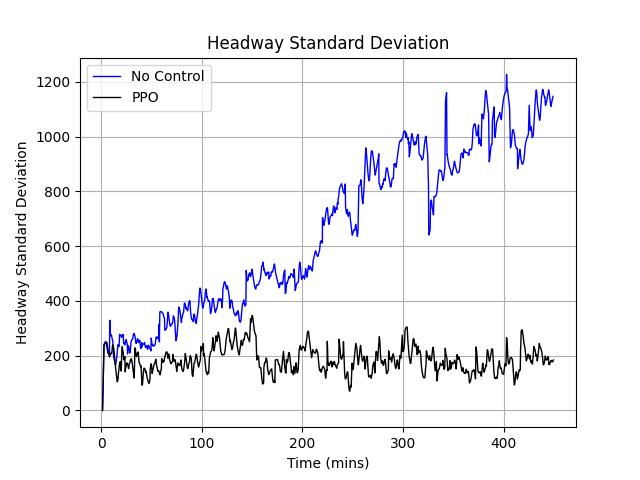 Headway Standard Deviation
No Control
PPO
Headway Standard Deviation
1200
1000
800
600
400
200
0
0 100 200 300 400
Time (mins)